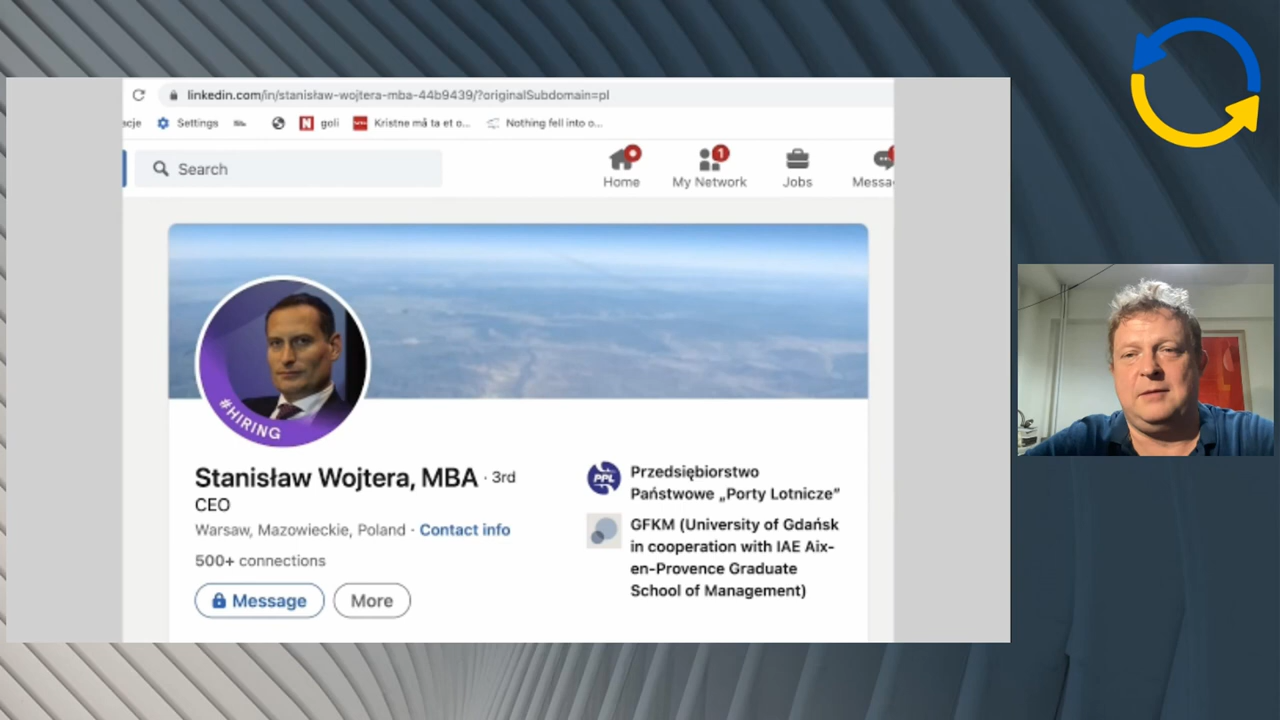 linkedin.com/in/stanisław-wojtera-mba-44b9439/?originalSubdomain=pl
Settings
goli
Kristne må ta et o...
Nothing fell into o...
Search
1
Home
My Network
Jobs
Messa
#HIRING
Stanisław Wojtera, MBA · 3rd
CEO
Warsaw, Mazowieckie, Poland · Contact info
500+ connections
Message
More
PPL
Przedsiębiorstwo
Państwowe „Porty Lotnicze”
GFKM (University of Gdańsk
in cooperation with IAE Aix-
en-Provence Graduate
School of Management)